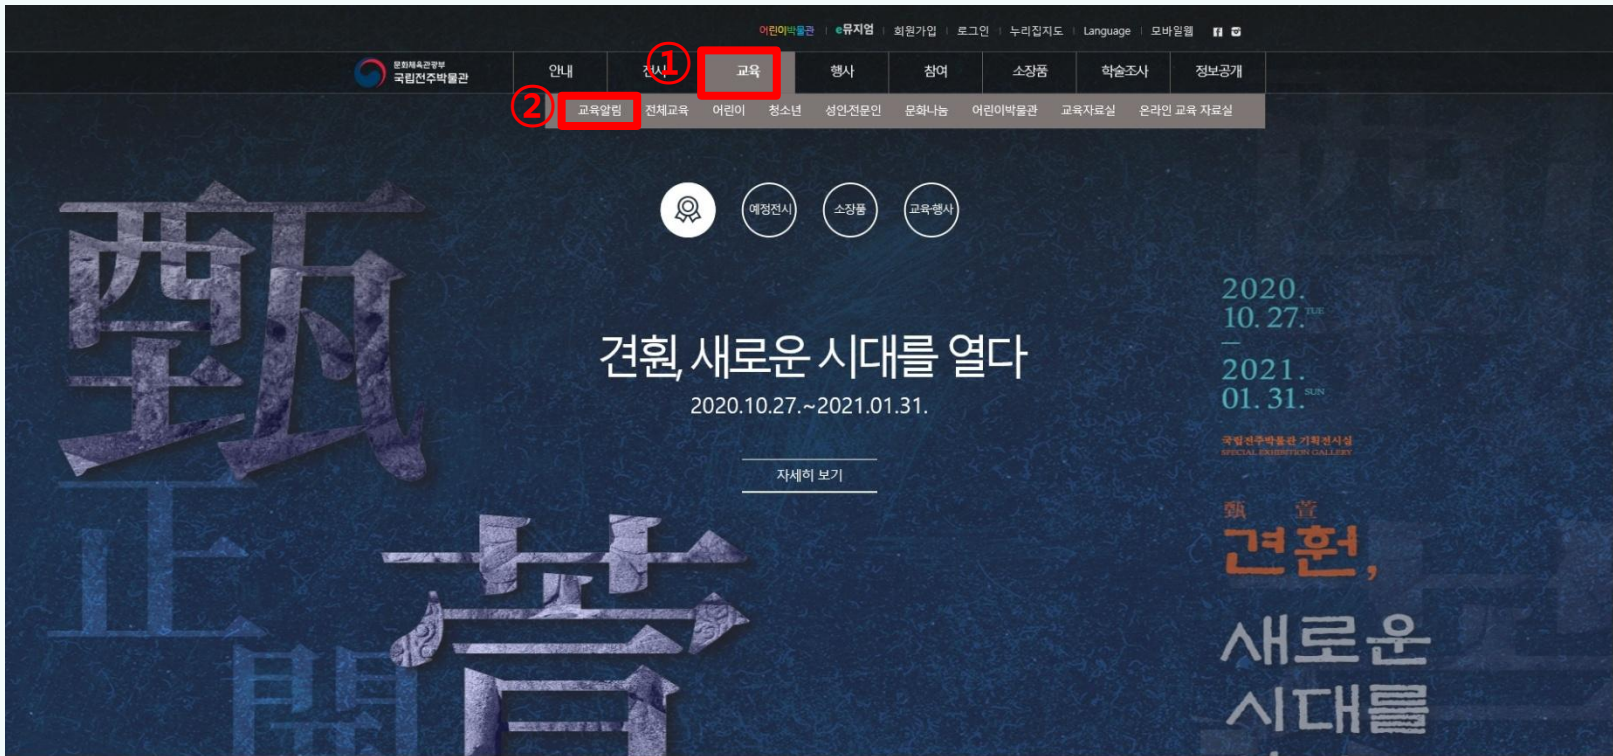 어린이박물관 e뮤지엄 회원가입 로그인 누리집지도 Language 모바일웹
문화체육관광부
국립전주박물관
안내 전시 교육 행사 참여 소장품 학술조사 정보공개
①
②
교육알림 전체교육 어린이 청소년 성인·전문인 문화나눔 어린이박물관 교육자료실 온라인 교육 자료실
예정전시 소장품 교육·행사
견훤, 새로운 시대를 열다
2020.10.27.~2021.01.31.
자세히 보기
甄
萱
正
開
2020.
10. 27. TUE
2021.
01. 31. SUN
국립전주박물관 기획전시실
SPECIAL EXHIBITION GALLERY
甄 萱
견훤,
새로운
시대를